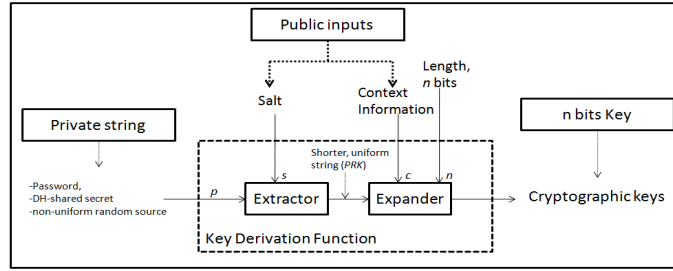 Public inputs
Length,
n bits
Salt
Context
Information
Private string
n bits Key
Shorter, uniform
string (PRK)
s
c
n
-Password,
-DH-shared secret
-non-uniform random source
p
Extractor
Expander
Cryptographic keys
Key Derivation Function